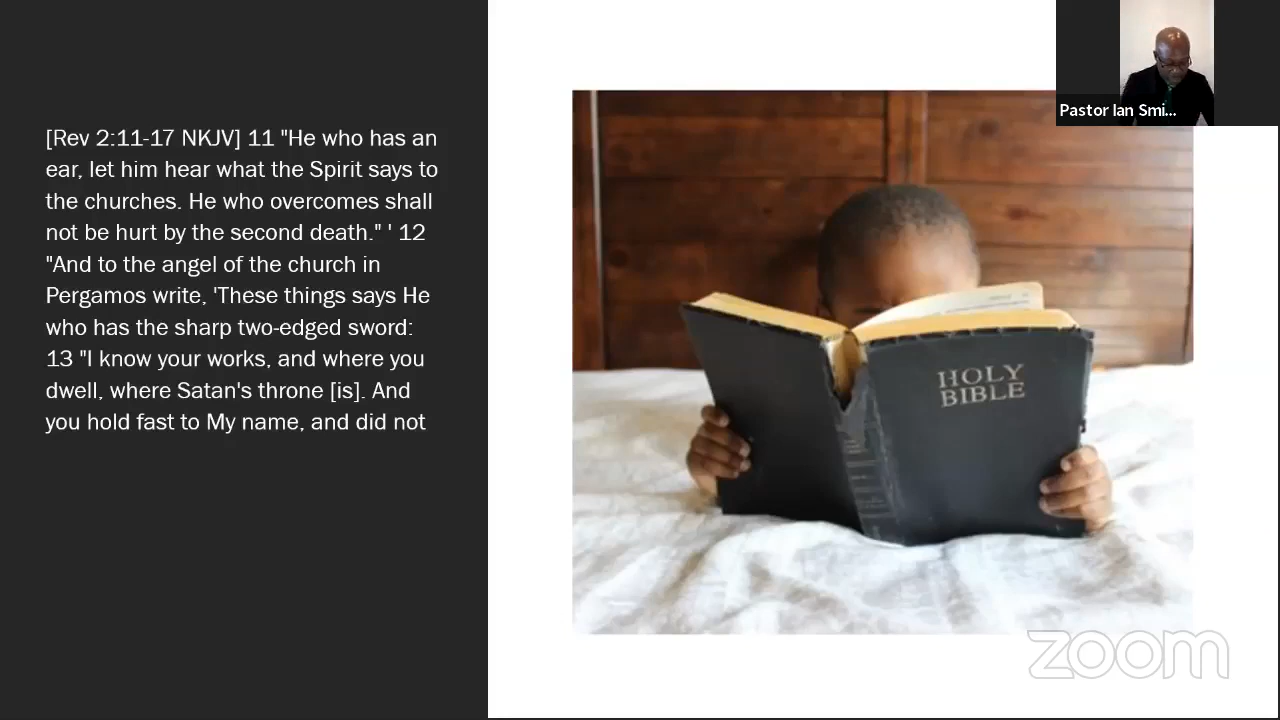 [Rev 2:11-17 NKJV] 11 "He who has an
ear, let him hear what the Spirit says to
the churches. He who overcomes shall
not be hurt by the second death." ' 12
"And to the angel of the church in
Pergamos write, 'These things says He
who has the sharp two-edged sword:
13 "I know your works, and where you
dwell, where Satan's throne [is]. And
you hold fast to My name, and did not
Pastor Ian Smi...
HOLY
BIBLE
zoom